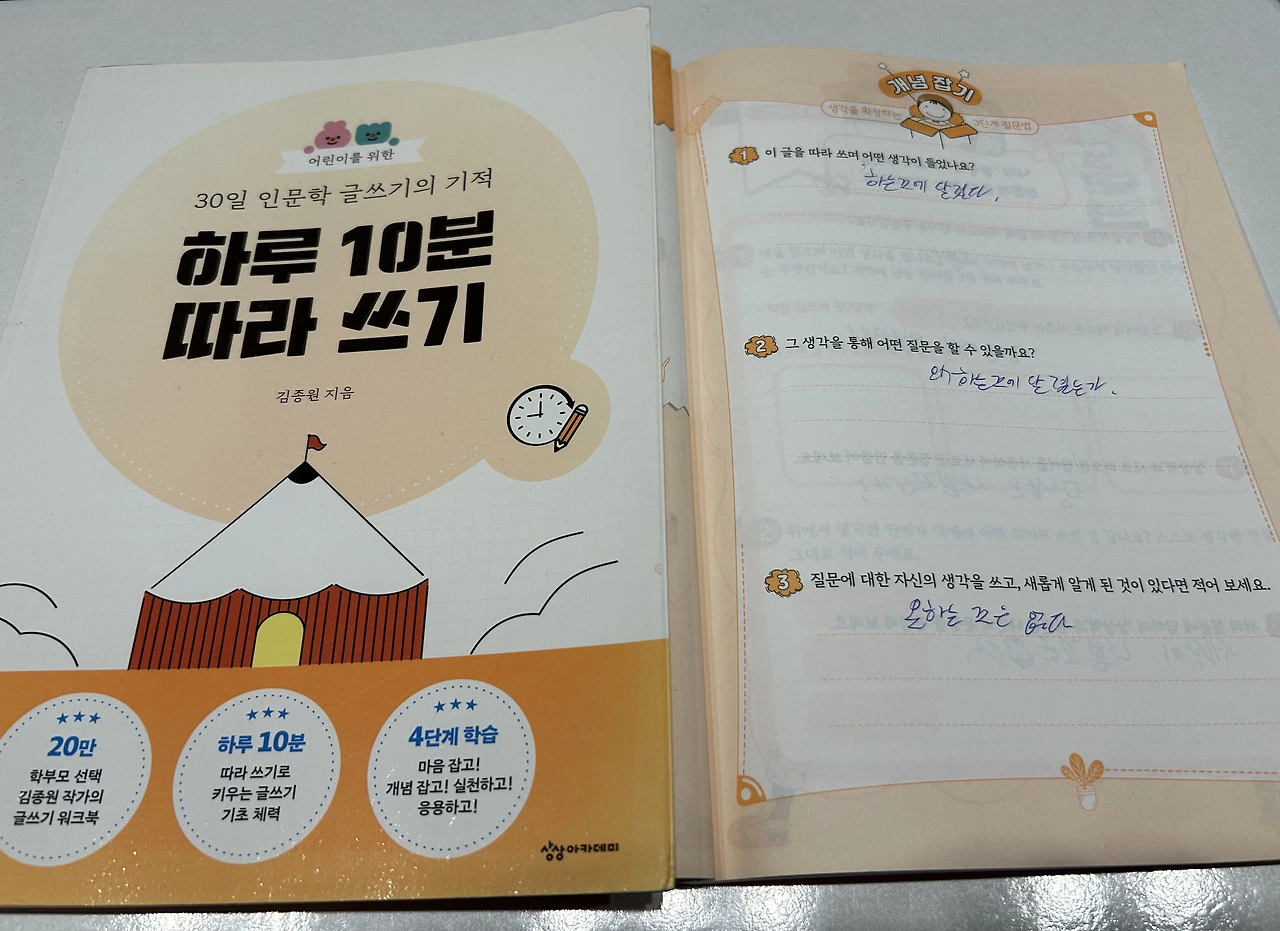 어린이를 위한
30일 인문학 글쓰기의 기적
하루 10분
따라 쓰기
김종원 지음
20만
학부모 선택
김종원 작가의
글쓰기 워크북
하루 10분
따라 쓰기로
키우는 글쓰기
기초 체력
4단계 학습
마음 잡고!
개념 잡고! 실천하고!
응용하고!
상상아카데미
개념 잡기
생각을 확장하는 3단계 질문법
1 이 글을 따라 쓰며 어떤 생각이 들었나요?
하는거에 달렸다.
2 그 생각을 통해 어떤 질문을 할 수 있을까요?
왜 하는거에 달렸는가.
3 질문에 대한 자신의 생각을 쓰고, 새롭게 알게 된 것이 있다면 적어 보세요.
못하는 것은 없다